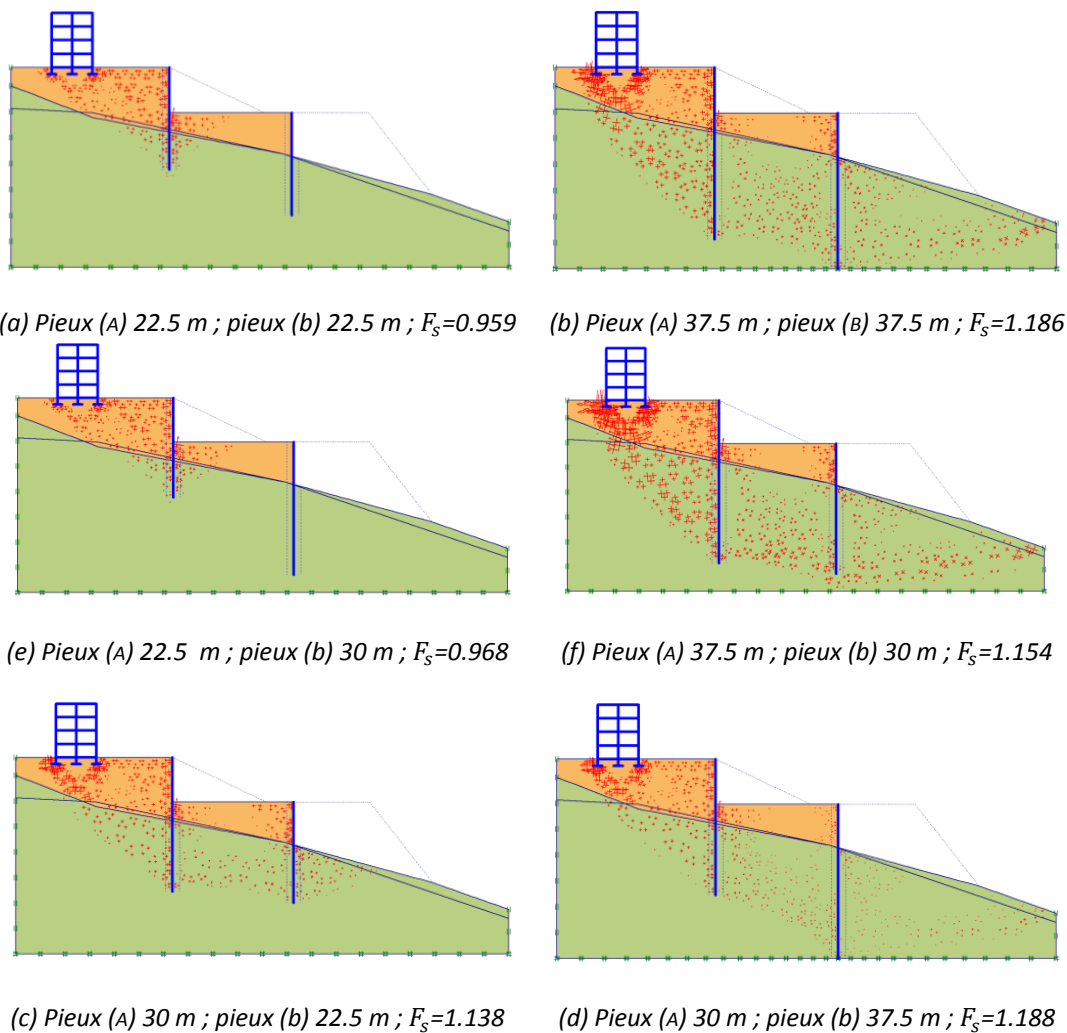 (a) Pieux (A) 22.5 m ; pieux (b) 22.5 m ; Fₛ=0.959
(b) Pieux (A) 37.5 m ; pieux (B) 37.5 m ; Fₛ=1.186
(e) Pieux (A) 22.5 m ; pieux (b) 30 m ; Fₛ=0.968
(f) Pieux (A) 37.5 m ; pieux (b) 30 m ; Fₛ=1.154
(c) Pieux (A) 30 m ; pieux (b) 22.5 m ; Fₛ=1.138
(d) Pieux (A) 30 m ; pieux (b) 37.5 m ; Fₛ=1.188